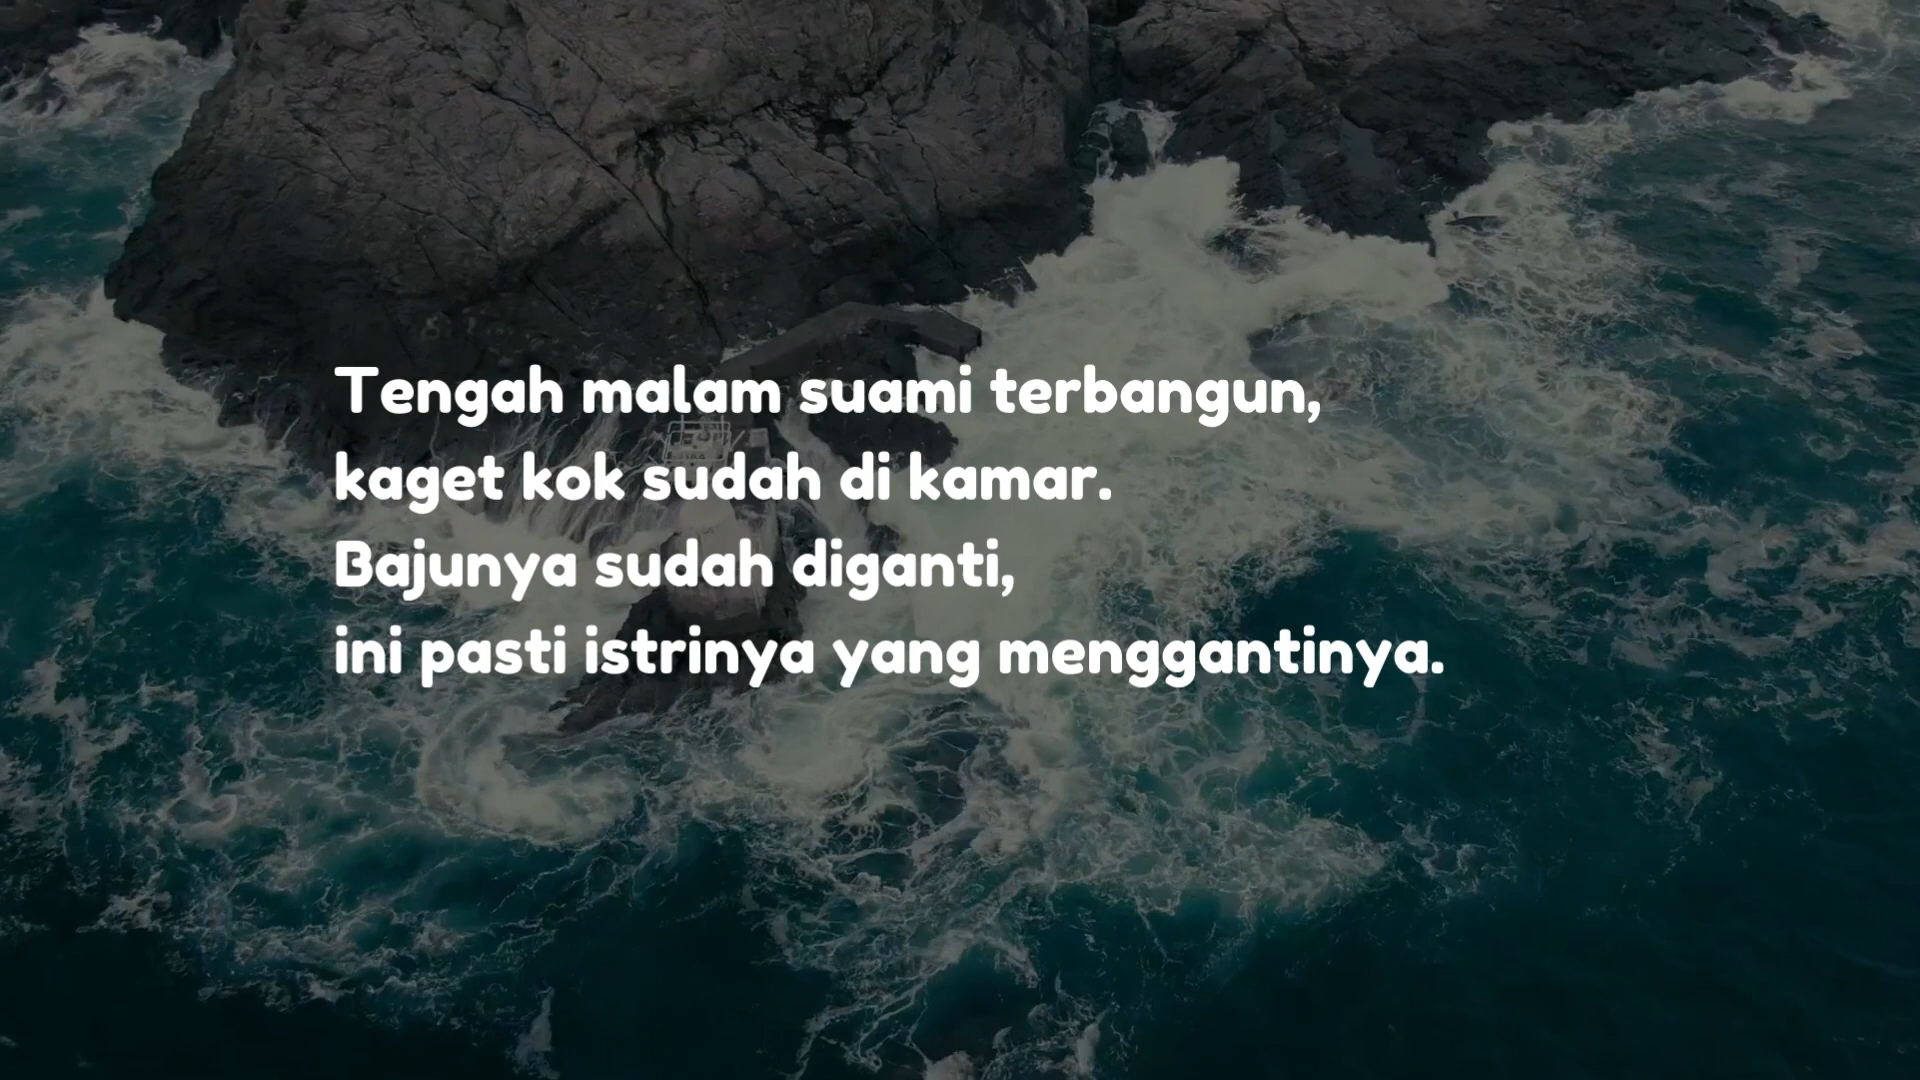 Tengah malam suami terbangun,
kaget kok sudah di kamar.
Bajunya sudah diganti,
ini pasti istrinya yang menggantinya.